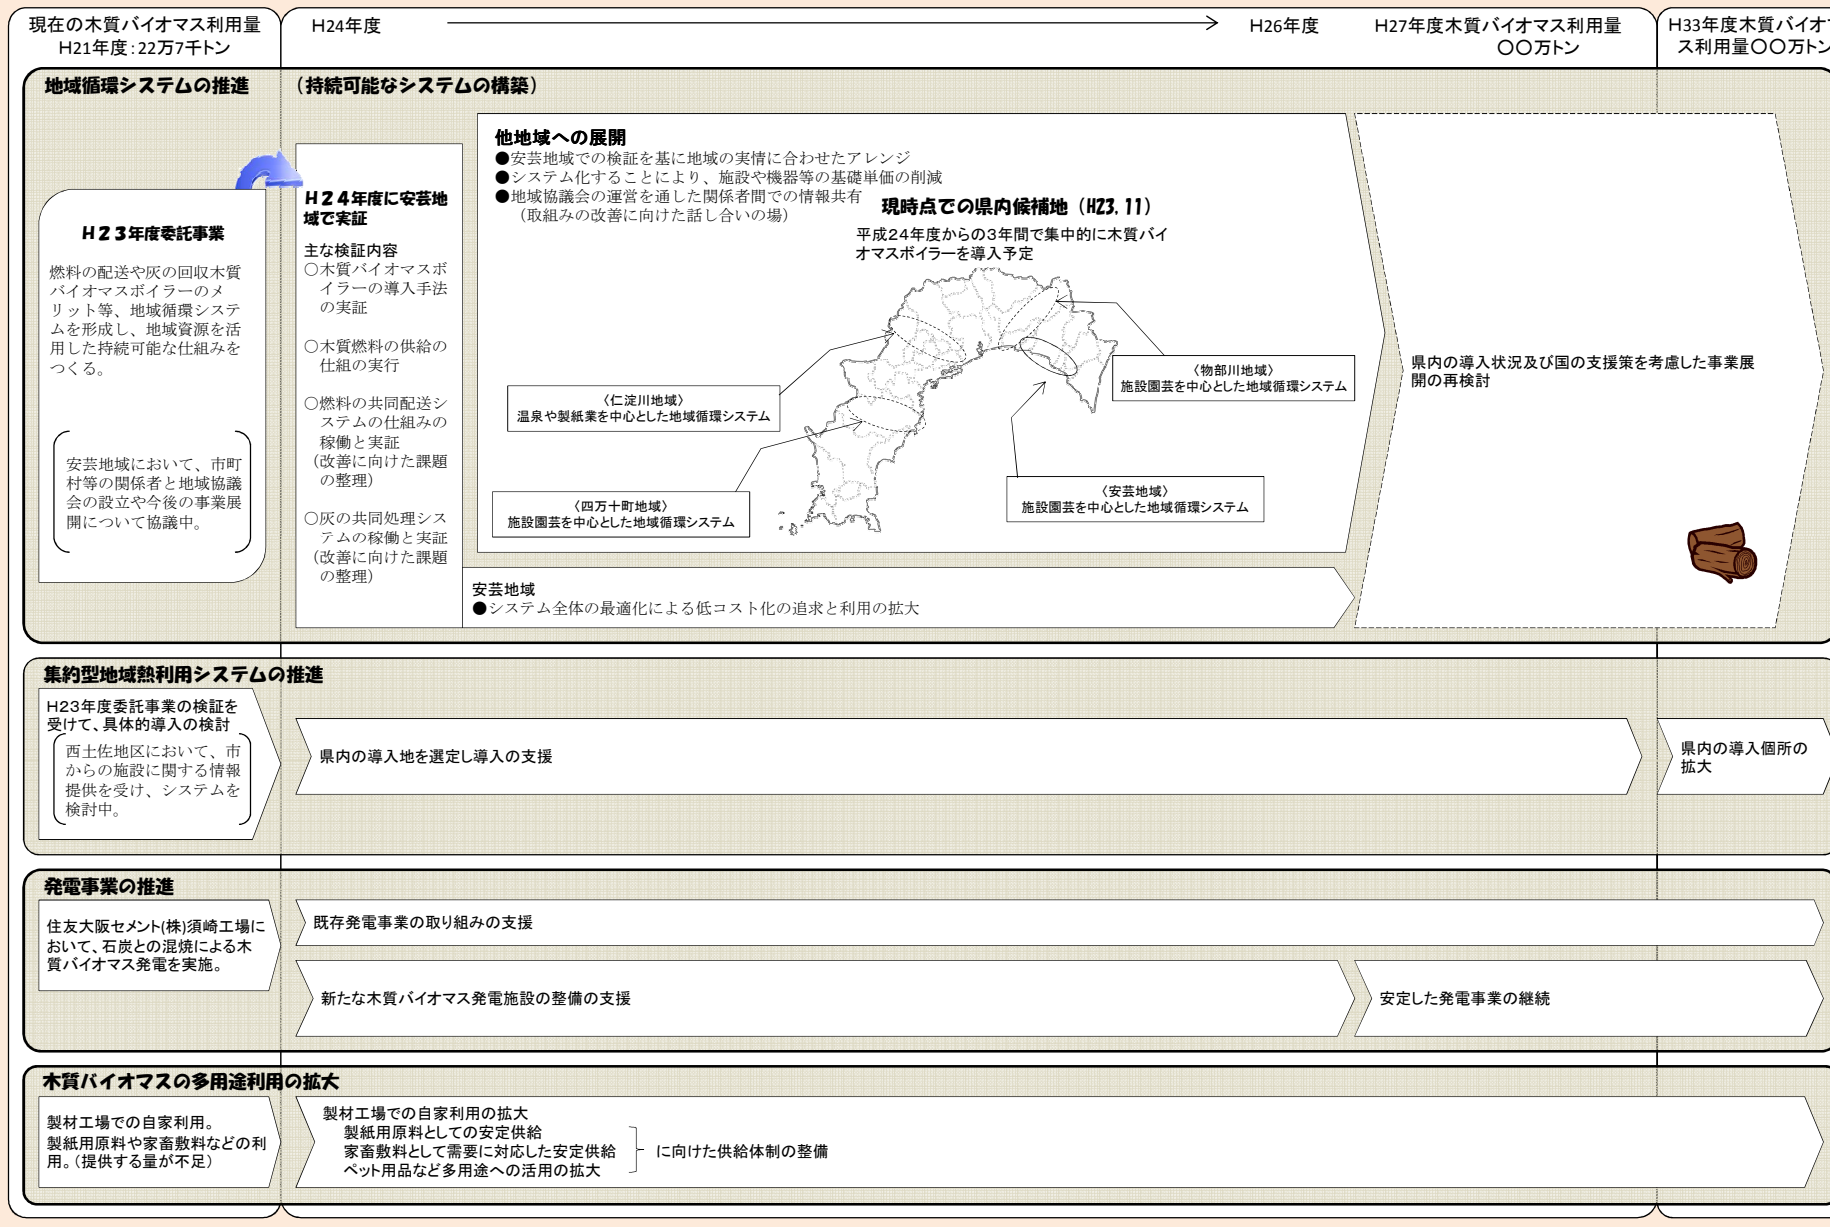 現在の木質バイオマス利用量
H21年度:22万7千トン
H24年度
H26年度
H27年度木質バイオマス利用量
〇〇万トン
H33年度木質バイオマ
ス利用量〇〇万トン
地域循環システムの推進
(持続可能なシステムの構築)
H23年度委託事業
燃料の配送や灰の回収木質
バイオマスボイラーのメ
リット等、地域循環システ
ムを形成し、地域資源を活
用した持続可能な仕組みを
つくる。
安芸地域において、市町
村等の関係者と地域協議
会の設立や今後の事業展
開について協議中。
H24年度に安芸地
域で実証
主な検証内容
○木質バイオマスボ
イラーの導入手法
の実証
○木質燃料の供給の
仕組の実行
○燃料の共同配送シ
ステムの仕組みの
稼働と実証
(改善に向けた課題
の整理)
○灰の共同処理シス
テムの稼働と実証
(改善に向けた課題
の整理)
他地域への展開
●安芸地域での検証を基に地域の実情に合わせたアレンジ
●システム化することにより、施設や機器等の基礎単価の削減
●地域協議会の運営を通した関係者間での情報共有
(取組みの改善に向けた話し合いの場)
現時点での県内候補地(H23.11)
平成24年度からの3年間で集中的に木質バイ
オマスボイラーを導入予定
〈仁淀川地域〉
温泉や製紙業を中心とした地域循環システム
〈物部川地域〉
施設園芸を中心とした地域循環システム
〈四万十町地域〉
施設園芸を中心とした地域循環システム
〈安芸地域〉
施設園芸を中心とした地域循環システム
県内の導入状況及び国の支援策を考慮した事業展
開の再検討
安芸地域
●システム全体の最適化による低コスト化の追求と利用の拡大
集約型地域熱利用システムの推進
H23年度委託事業の検証を
受けて、具体的導入の検討
西土佐地区において、市
からの施設に関する情報
提供を受け、システムを
検討中。
県内の導入地を選定し導入の支援
県内の導入個所の
拡大
発電事業の推進
住友大阪セメント(株)須崎工場に
おいて、石炭との混焼による木
質バイオマス発電を実施。
既存発電事業の取り組みの支援
新たな木質バイオマス発電施設の整備の支援
安定した発電事業の継続
木質バイオマスの多用途利用の拡大
製材工場での自家利用。
製紙用原料や家畜敷料などの利
用。(提供する量が不足)
製材工場での自家利用の拡大
製紙用原料としての安定供給
家畜敷料として需要に対応した安定供給
ペット用品など多用途への活用の拡大
に向けた供給体制の整備